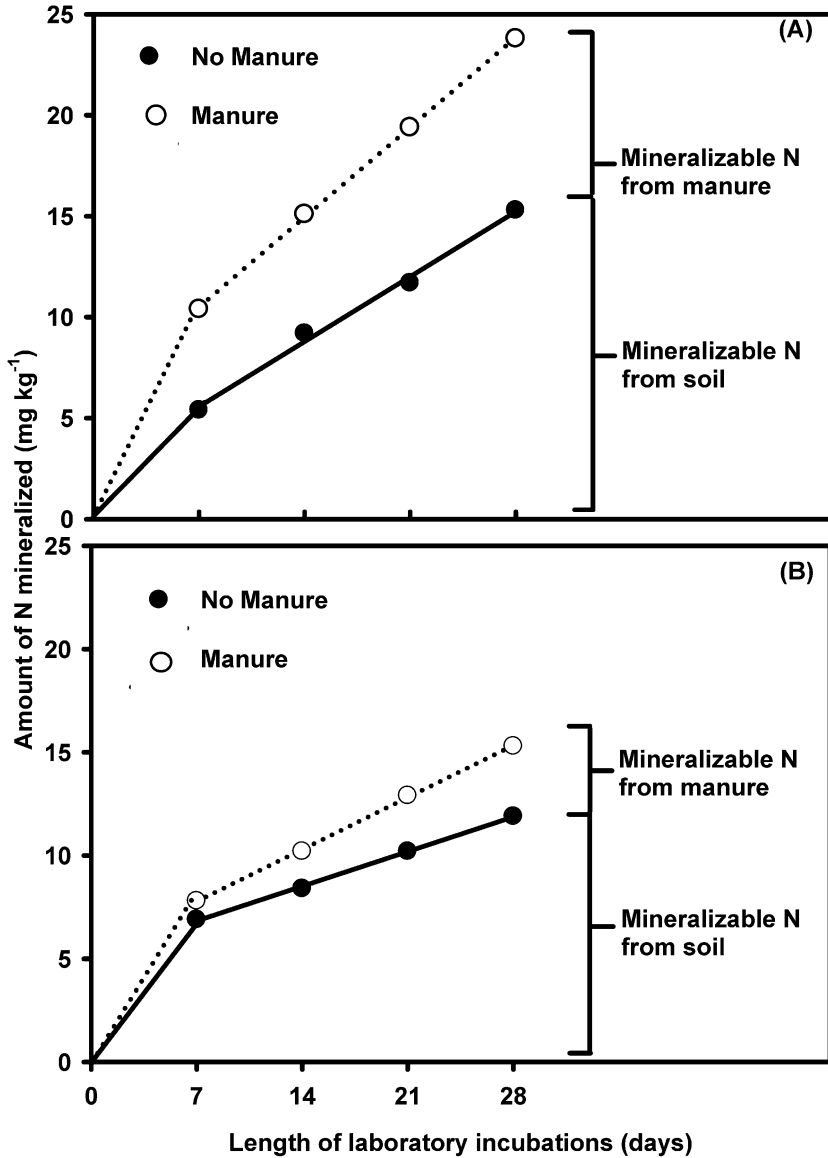 Amount of N mineralized (mg kg-1)
25
20
15
10
5
0
(A)
No Manure
Manure
Mineralizable N
from manure
Mineralizable N
from soil
25
20
15
10
5
0
(B)
No Manure
Manure
Mineralizable N
from manure
Mineralizable N
from soil
0 7 14 21 28
Length of laboratory incubations (days)